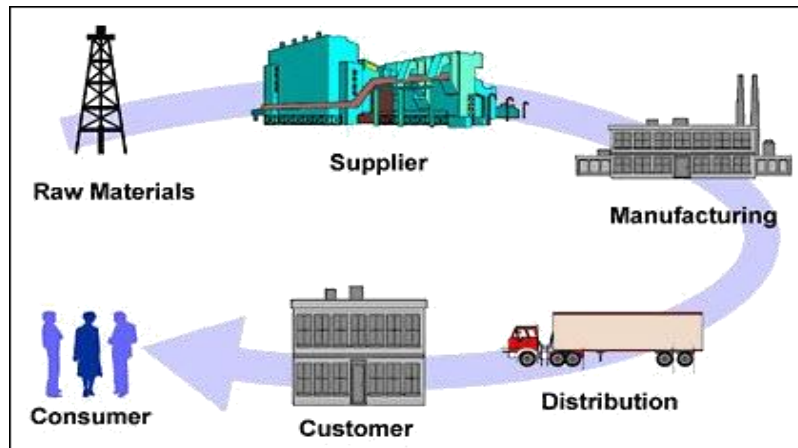 Raw Materials
Supplier
Manufacturing
Distribution
Customer
Consumer